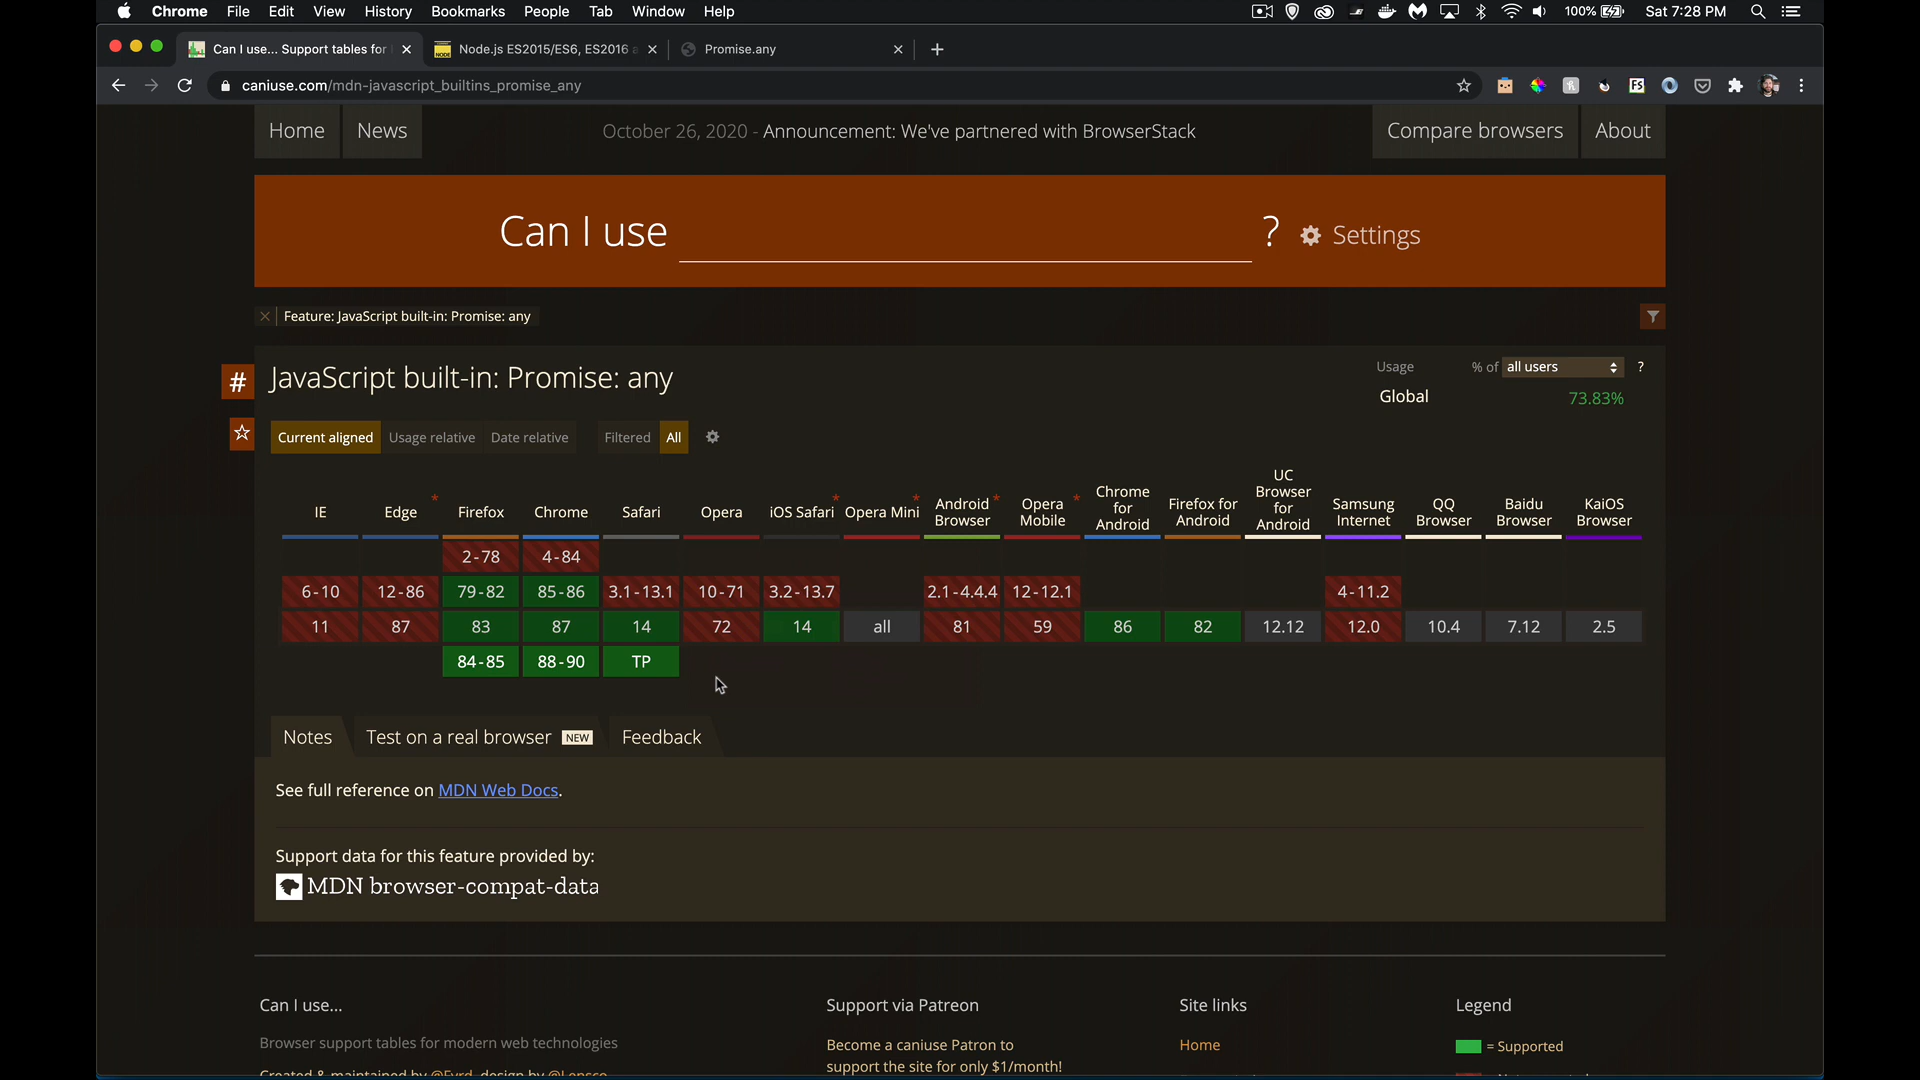 Chrome File Edit View History Bookmarks People Tab Window Help 100% Sat 7:28 PM
Can I use... Support tables for
Node.js ES2015/ES6, ES2016
Promise.any
caniuse.com/mdn-javascript_builtins_promise_any
Home News October 26, 2020 - Announcement: We've partnered with BrowserStack Compare browsers About
Can I use ? Settings
Feature: JavaScript built-in: Promise: any
# JavaScript built-in: Promise: any
Usage % of all users ?
Global 73.83%
Current aligned Usage relative Date relative Filtered All
IE Edge * Firefox Chrome Safari Opera iOS Safari * Opera Mini * Android Browser * Opera Mobile * Chrome for Android Firefox for Android UC Browser for Android Samsung Internet QQ Browser Baidu Browser KaiOS Browser
2-78 4-84
6-10 12-86 79-82 85-86 3.1-13.1 10-71 3.2-13.7 2.1-4.4.4 12-12.1 4-11.2
11 87 83 87 14 72 14 all 81 59 86 82 12.12 12.0 10.4 7.12 2.5
84-85 88-90 TP
Notes Test on a real browser NEW Feedback
See full reference on MDN Web Docs.
Support data for this feature provided by:
MDN browser-compat-data
Can I use... Support via Patreon Site links Legend
Browser support tables for modern web technologies
Created & maintained by @Fyrd, design by @Lensco.
Become a caniuse Patron to
support the site for only $1/month!
Home
= Supported